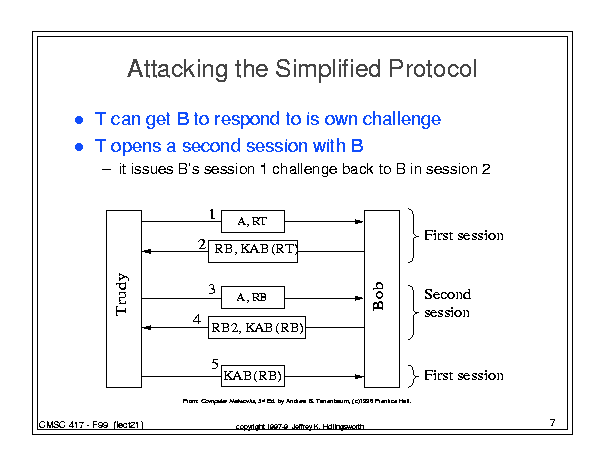 Attacking the Simplified Protocol
● T can get B to respond to is own challenge
● T opens a second session with B
– it issues B's session 1 challenge back to B in session 2
1
A, RT
First session
2
RB, KAB (RT)
Trudy
Bob
3
A, RB
Second
session
4
RB2, KAB (RB)
5
KAB (RB)
First session
From: Computer Networks, 3rd Ed. by Andrew S. Tanenbaum, (c)1996 Prentice Hall.
CMSC 417 - F99 (lect21)
copyright 1997-9 Jeffrey K. Hollingsworth
7